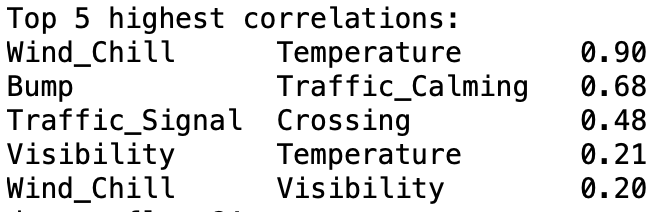 Top 5 highest correlations:
Wind_Chill Temperature 0.90
Bump Traffic_Calming 0.68
Traffic_Signal Crossing 0.48
Visibility Temperature 0.21
Wind_Chill Visibility 0.20